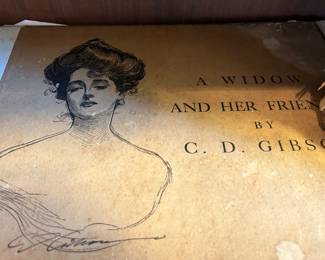 A WIDOW
AND HER FRIEN
BY
C. D. GIBSO